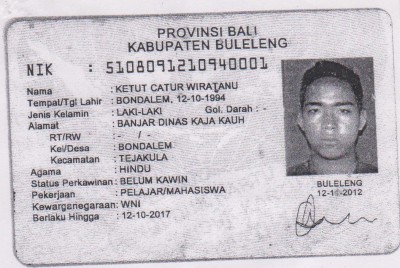 PROVINSI BALI
KABUPATEN BULELENG
NIK : 5108091210940001
Nama : KETUT CATUR WIRATANU
Tempat/Tgl Lahir : BONDALEM, 12-10-1994
Jenis Kelamin : LAKI-LAKI Gol. Darah : -
Alamat : BANJAR DINAS KAJA KAUH
RT/RW : - / -
Kel/Desa : BONDALEM
Kecamatan : TEJAKULA
Agama : HINDU
Status Perkawinan : BELUM KAWIN
Pekerjaan : PELAJAR/MAHASISWA
Kewarganegaraan: WNI
Berlaku Hingga : 12-10-2017
BULELENG
12-10-2012